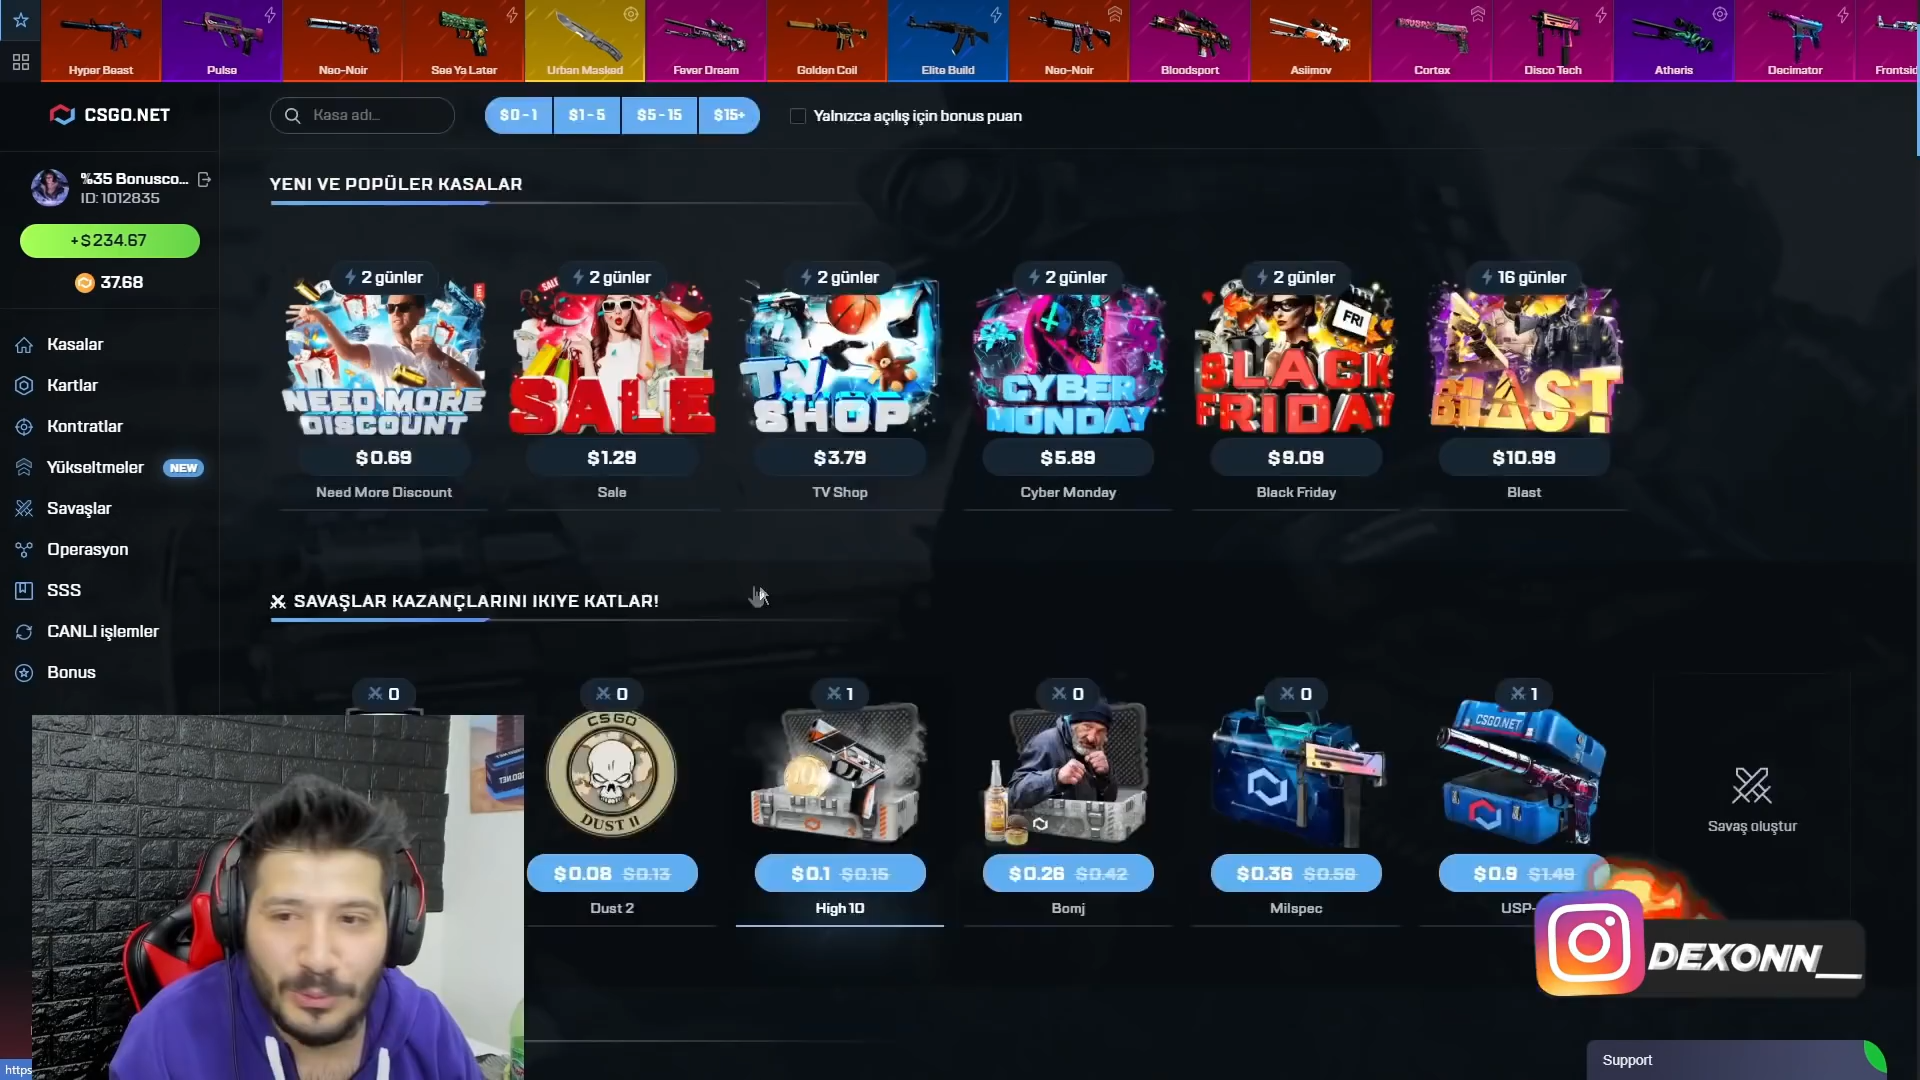 Hyper Beast
Pulse
Neo-Noir
See Ya Later
Urban Masked
Fever Dream
Golden Coil
Elite Build
Neo-Noir
Bloodsport
Asiimov
Cortex
Disco Tech
Atheris
Decimator
CSGO.NET
Kasa adı...
$0-1
$1-5
$5-15
$15+
Yalnızca açılış için bonus puan
%35 Bonusco...
ID: 1012835
+$234.67
37.68
Kasalar
Kartlar
Kontratlar
Yükseltmeler NEW
Savaşlar
Operasyon
SSS
CANLI işlemler
Bonus
YENI VE POPÜLER KASALAR
2 günler
2 günler
2 günler
2 günler
2 günler
16 günler
NEED MORE
DISCOUNT
SALE
SALE
TV
SHOP
CYBER
MONDAY
FRI
BLACK
FRIDAY
BLAST
$0.69
$1.29
$3.79
$5.89
$9.09
$10.99
Need More Discount
Sale
TV Shop
Cyber Monday
Black Friday
Blast
SAVAŞLAR KAZANÇLARINI IKIYE KATLAR!
0
0
1
0
0
1
CSGO
DUST II
CSGO.NET
$0.08 $0.13
$0.1 $0.15
$0.26 $0.42
$0.36 $0.59
$0.9 $1.49
Dust 2
High 10
Bomj
Milspec
USP-
Savaş oluştur
DEXONN__
Support
https